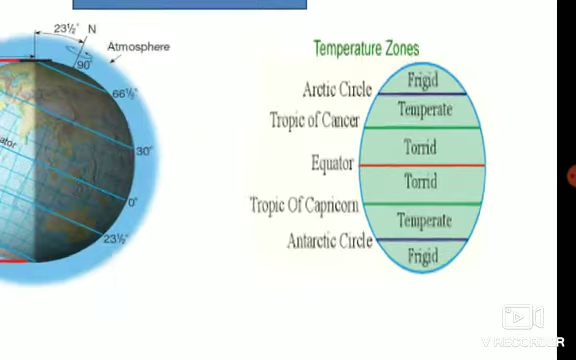 23½° N
Atmosphere
90°
66½°
30°
0°
23½°
ator
Temperature Zones
Arctic Circle
Frigid
Temperate
Tropic of Cancer
Torrid
Equator
Torrid
Tropic Of Capricorn
Temperate
Antarctic Circle
Frigid
V RECORDER